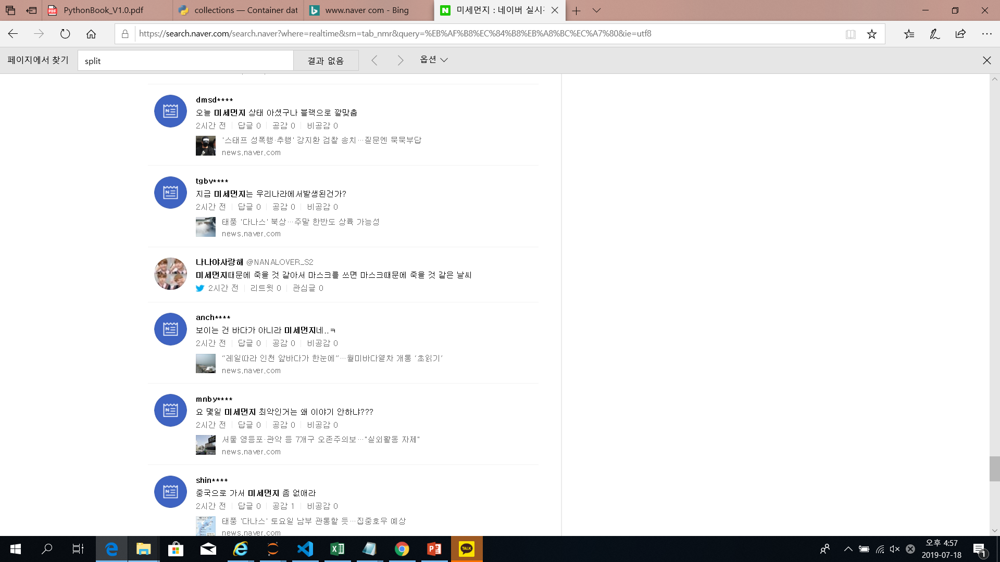 PythonBook_V1.0.pdf
collections — Container dat
www.naver com - Bing
미세먼지 : 네이버 실시
https://search.naver.com/search.naver?where=realtime&sm=tab_nmr&query=%EB%AF%B8%EC%84%B8%EB%A8%BC%EC%A7%80&ie=utf8
페이지에서 찾기
split
결과 없음
옵션
dmsd****
오늘 미세먼지 상태 아셨구나 블랙으로 깔맞춤
2시간 전 답글 0 공감 0 비공감 0
'스태프 성폭행·추행' 강지환 검찰 송치…질문엔 묵묵부답
news.naver.com
tgbv****
지금 미세먼지는 우리나라에서발생된건가?
2시간 전 답글 0 공감 0 비공감 0
태풍 '다나스' 북상…주말 한반도 상륙 가능성
news.naver.com
나나야사랑해 @NANALOVER_S2
미세먼지때문에 죽을 것 같아서 마스크를 쓰면 마스크때문에 죽을 것 같은 날씨
2시간 전 리트윗 0 관심글 0
anch****
보이는 건 바다가 아니라 미세먼지네..ㅋ
2시간 전 답글 0 공감 0 비공감 0
“레일따라 인천 앞바다가 한눈에”…월미바다열차 개통 ‘초읽기’
news.naver.com
mnby****
요 몇일 미세먼지 최악인거는 왜 이야기 안하냐???
2시간 전 답글 0 공감 0 비공감 0
서울 영등포·관악 등 7개구 오존주의보…"실외활동 자제"
news.naver.com
shin****
중국으로 가서 미세먼지 좀 없애라
2시간 전 답글 0 공감 1 비공감 0
태풍 '다나스' 토요일 남부 관통할 듯…집중호우 예상
news.naver.com
TALK
오후 4:57
2019-07-18
1